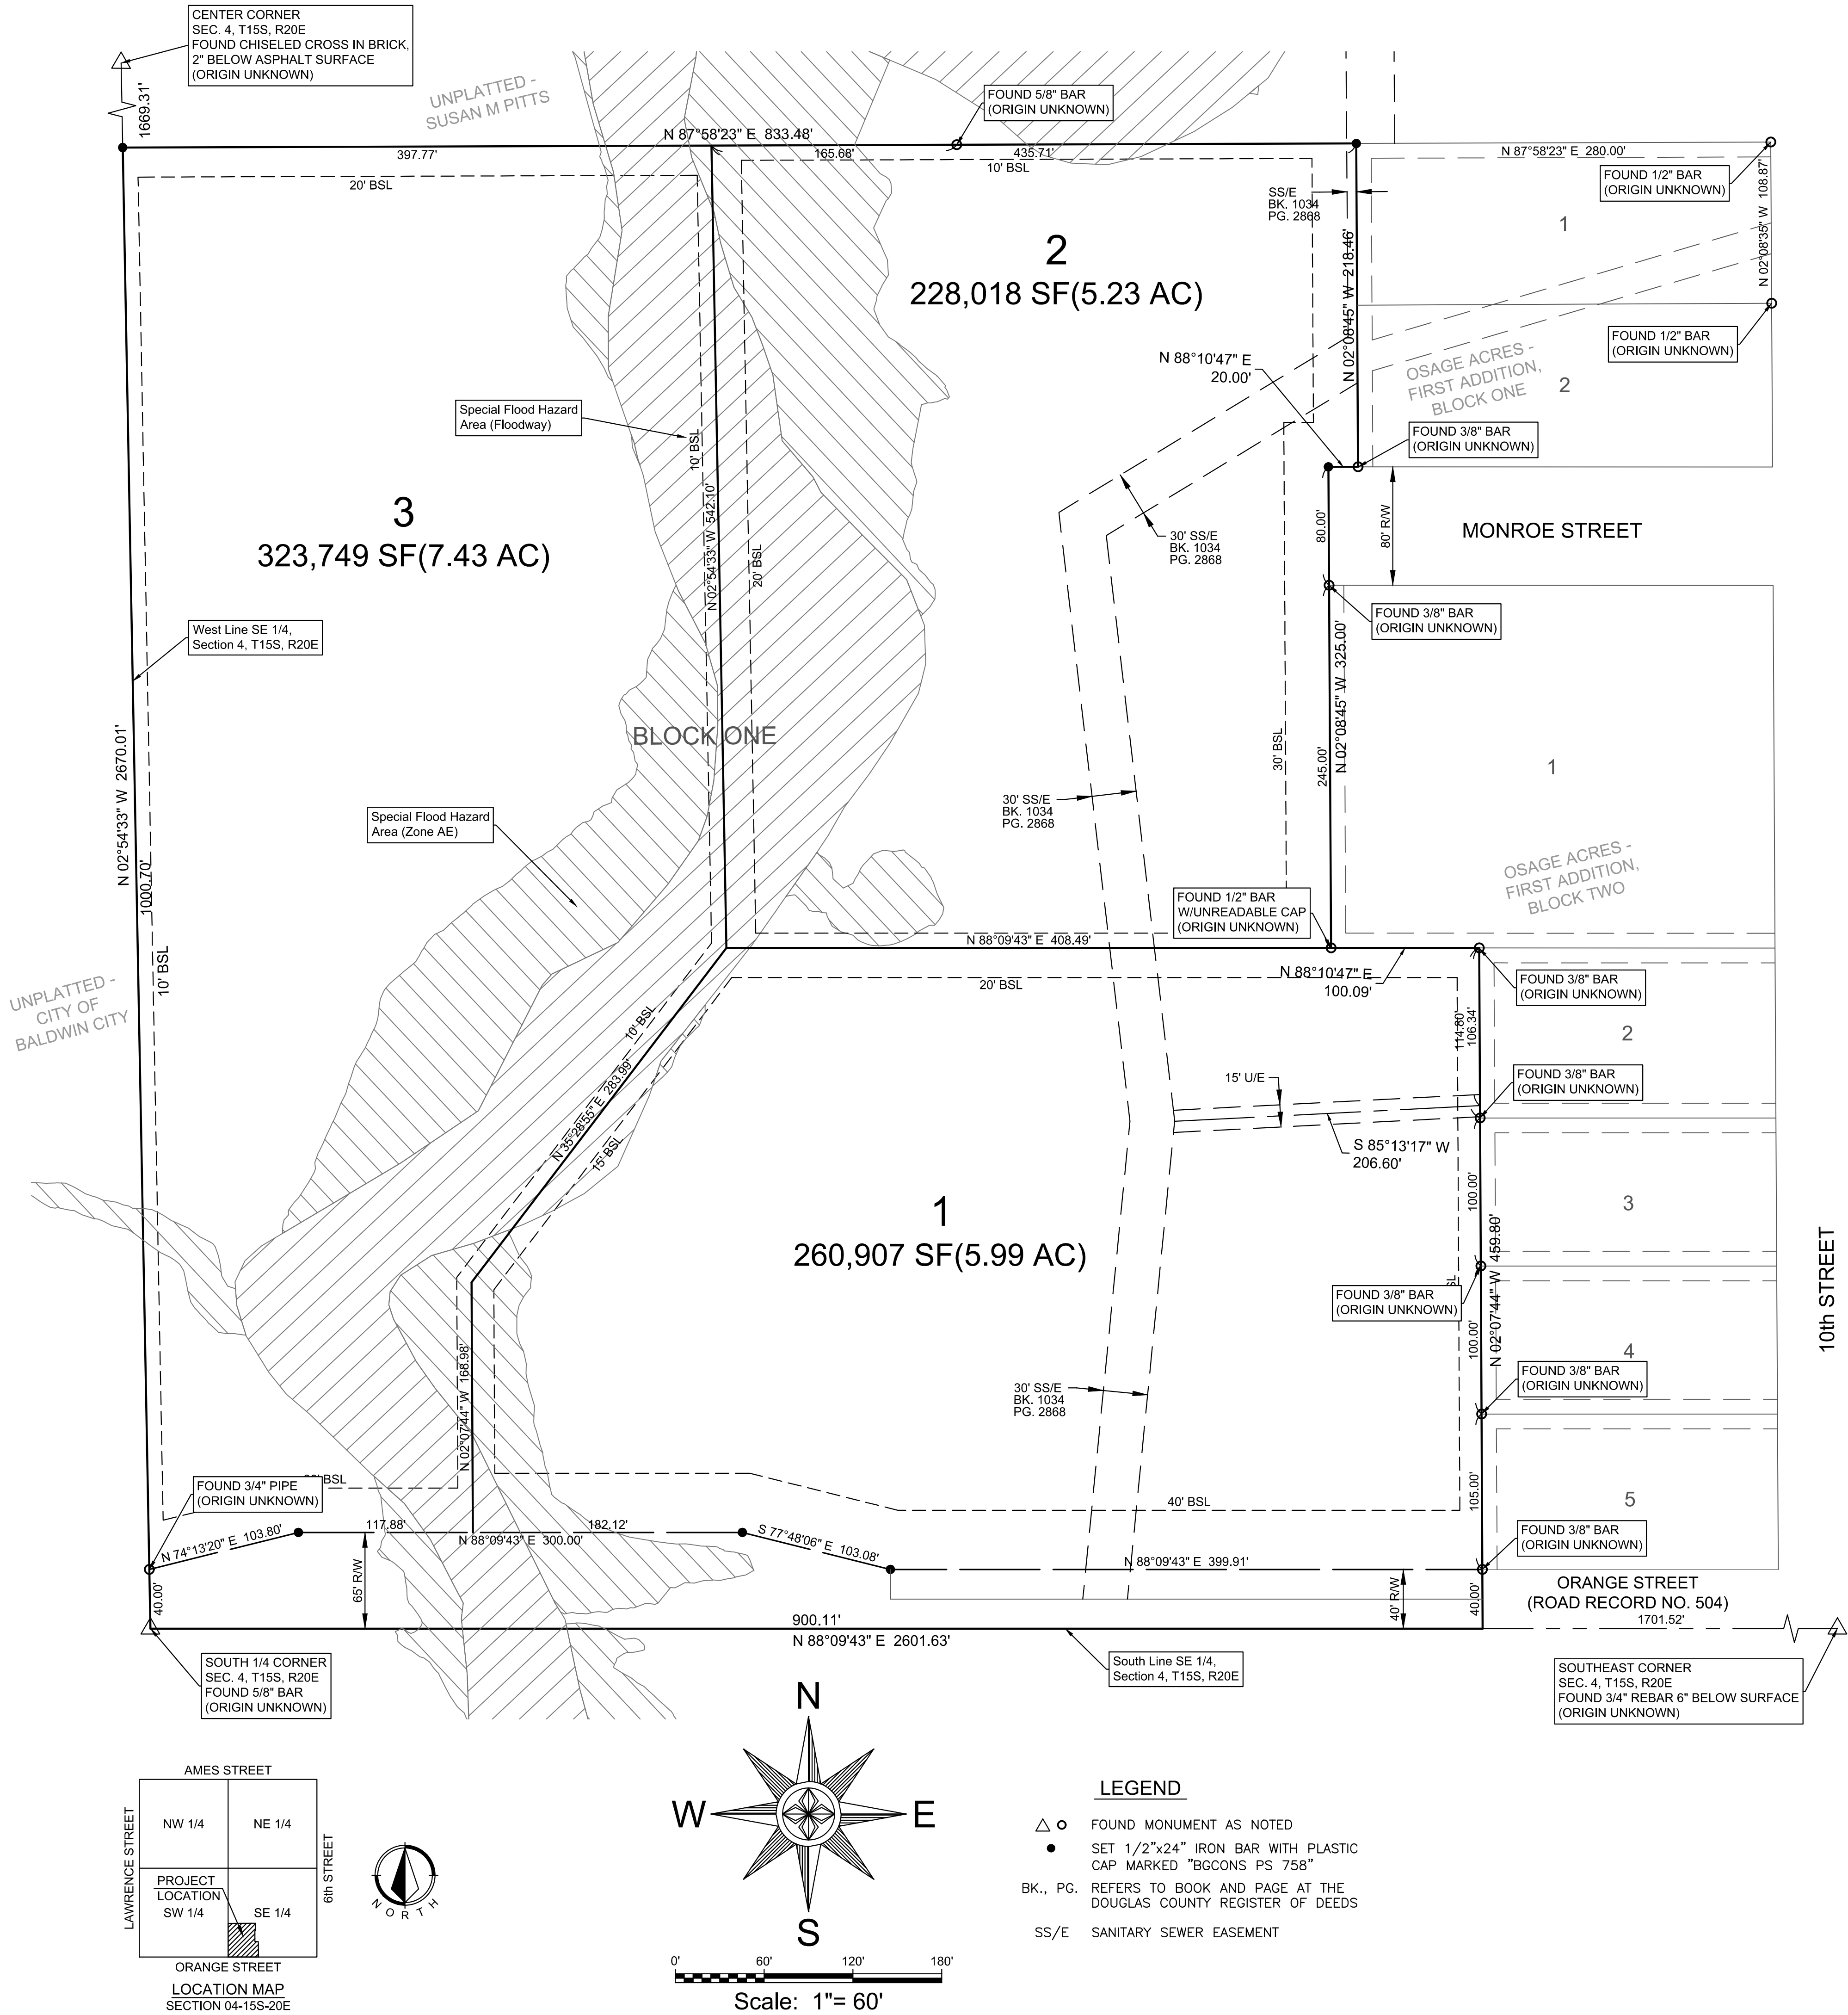 CENTER CORNER
SEC. 4, T15S, R20E
FOUND CHISELED CROSS IN BRICK,
2" BELOW ASPHALT SURFACE
(ORIGIN UNKNOWN)
1669.31'
UNPLATTED -
SUSAN M PITTS
FOUND 5/8" BAR
(ORIGIN UNKNOWN)
N 87°58'23" E 833.48'
397.77'
165.68'
435.71'
20' BSL
10' BSL
N 87°58'23" E 280.00'
FOUND 1/2" BAR
(ORIGIN UNKNOWN)
N 02°08'35" W 108.87'
SS/E
BK. 1034
PG. 2868
1
2
228,018 SF(5.23 AC)
N 02°08'45" W 218.46'
FOUND 1/2" BAR
(ORIGIN UNKNOWN)
N 88°10'47" E
20.00'
OSAGE ACRES -
FIRST ADDITION,
BLOCK ONE
2
Special Flood Hazard
Area (Floodway)
10' BSL
FOUND 3/8" BAR
(ORIGIN UNKNOWN)
3
323,749 SF(7.43 AC)
N 02°54'33" W 542.10'
20' BSL
30' SS/E
BK. 1034
PG. 2868
80.00'
80' R/W
MONROE STREET
FOUND 3/8" BAR
(ORIGIN UNKNOWN)
West Line SE 1/4,
Section 4, T15S, R20E
N 02°54'33" W 2670.01'
1000.70'
10' BSL
BLOCK ONE
30' BSL
245.00'
N 02°08'45" W 325.00'
1
Special Flood Hazard
Area (Zone AE)
30' SS/E
BK. 1034
PG. 2868
OSAGE ACRES -
FIRST ADDITION,
BLOCK TWO
FOUND 1/2" BAR
W/UNREADABLE CAP
(ORIGIN UNKNOWN)
N 88°09'43" E 408.49'
N 88°10'47" E
100.09'
20' BSL
FOUND 3/8" BAR
(ORIGIN UNKNOWN)
UNPLATTED -
CITY OF
BALDWIN CITY
10' BSL
N 35°28'55" E 283.99'
15' BSL
114.80'
106.34'
2
FOUND 3/8" BAR
(ORIGIN UNKNOWN)
15' U/E
S 85°13'17" W
206.60'
1
260,907 SF(5.99 AC)
100.00'
3
N 02°07'44" W 459.80'
10th STREET
SL
FOUND 3/8" BAR
(ORIGIN UNKNOWN)
100.00'
4
N 02°07'44" W 168.98'
30' SS/E
BK. 1034
PG. 2868
FOUND 3/8" BAR
(ORIGIN UNKNOWN)
FOUND 3/4" PIPE
(ORIGIN UNKNOWN)
BSL
40' BSL
105.00'
5
N 74°13'20" E 103.80'
117.88'
182.12'
N 88°09'43" E 300.00'
S 77°48'06" E 103.08'
N 88°09'43" E 399.91'
FOUND 3/8" BAR
(ORIGIN UNKNOWN)
40.00'
65' R/W
40' R/W
40.00'
ORANGE STREET
(ROAD RECORD NO. 504)
1701.52'
900.11'
N 88°09'43" E 2601.63'
SOUTH 1/4 CORNER
SEC. 4, T15S, R20E
FOUND 5/8" BAR
(ORIGIN UNKNOWN)
South Line SE 1/4,
Section 4, T15S, R20E
SOUTHEAST CORNER
SEC. 4, T15S, R20E
FOUND 3/4" REBAR 6" BELOW SURFACE
(ORIGIN UNKNOWN)
AMES STREET
LAWRENCE STREET
NW 1/4
NE 1/4
6th STREET
PROJECT
LOCATION
SW 1/4
SE 1/4
ORANGE STREET
LOCATION MAP
SECTION 04-15S-20E
NORTH
N
W
E
S
0'
60'
120'
180'
Scale: 1"= 60'
LEGEND
FOUND MONUMENT AS NOTED
SET 1/2"x24" IRON BAR WITH PLASTIC
CAP MARKED "BGCONS PS 758"
BK., PG. REFERS TO BOOK AND PAGE AT THE
DOUGLAS COUNTY REGISTER OF DEEDS
SS/E SANITARY SEWER EASEMENT